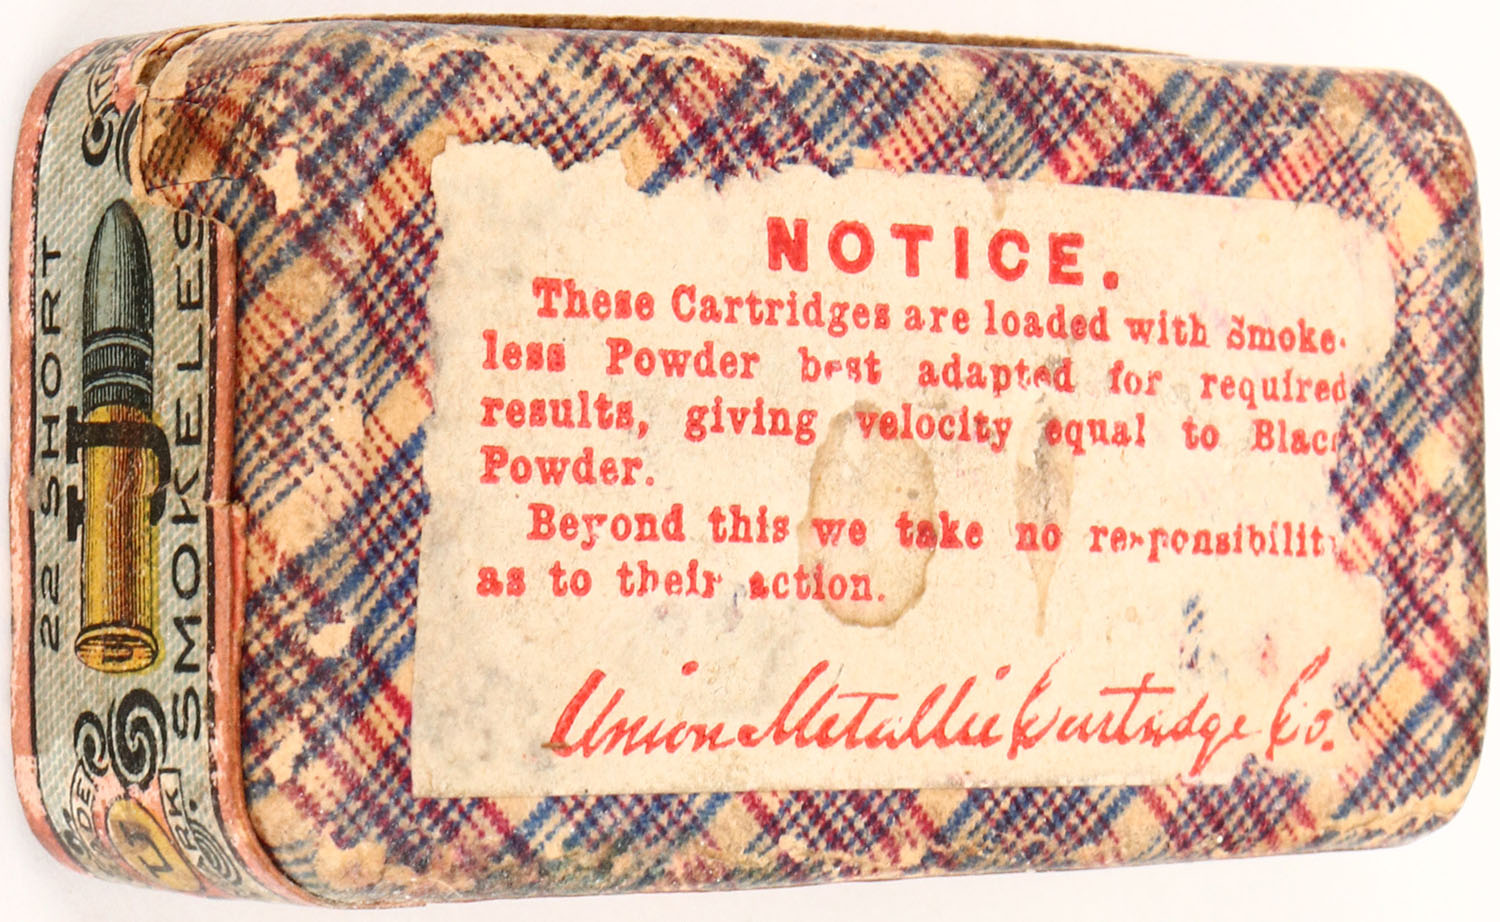 NOTICE.
These Cartridges are loaded with Smoke-
less Powder best adapted for required
results, giving velocity equal to Black
Powder.
Beyond this we take no responsibility
as to their action.
Union Metallic Cartridge Co.
22 SHORT
SMOKELES
U
U